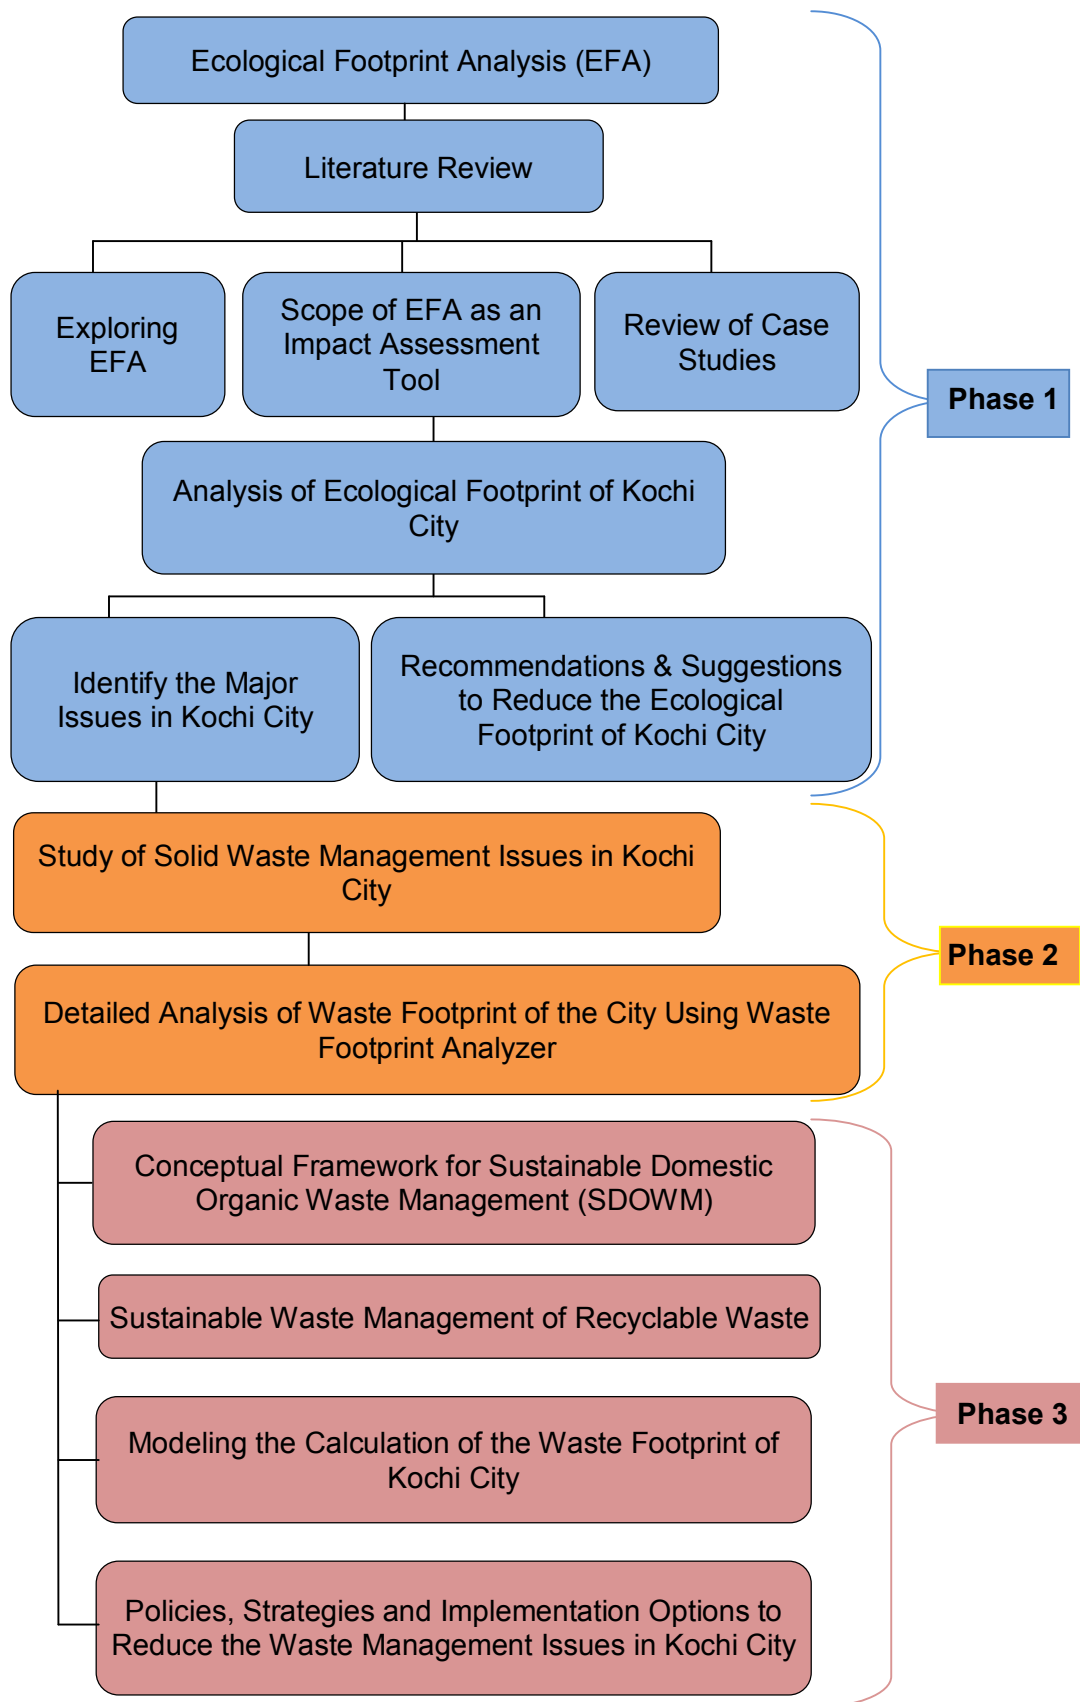 Ecological Footprint Analysis (EFA)
Literature Review
Exploring
EFA
Scope of EFA as an
Impact Assessment
Tool
Review of Case
Studies
Phase 1
Analysis of Ecological Footprint of Kochi
City
Identify the Major
Issues in Kochi City
Recommendations & Suggestions
to Reduce the Ecological
Footprint of Kochi City
Study of Solid Waste Management Issues in Kochi
City
Phase 2
Detailed Analysis of Waste Footprint of the City Using Waste
Footprint Analyzer
Conceptual Framework for Sustainable Domestic
Organic Waste Management (SDOWM)
Sustainable Waste Management of Recyclable Waste
Phase 3
Modeling the Calculation of the Waste Footprint of
Kochi City
Policies, Strategies and Implementation Options to
Reduce the Waste Management Issues in Kochi City